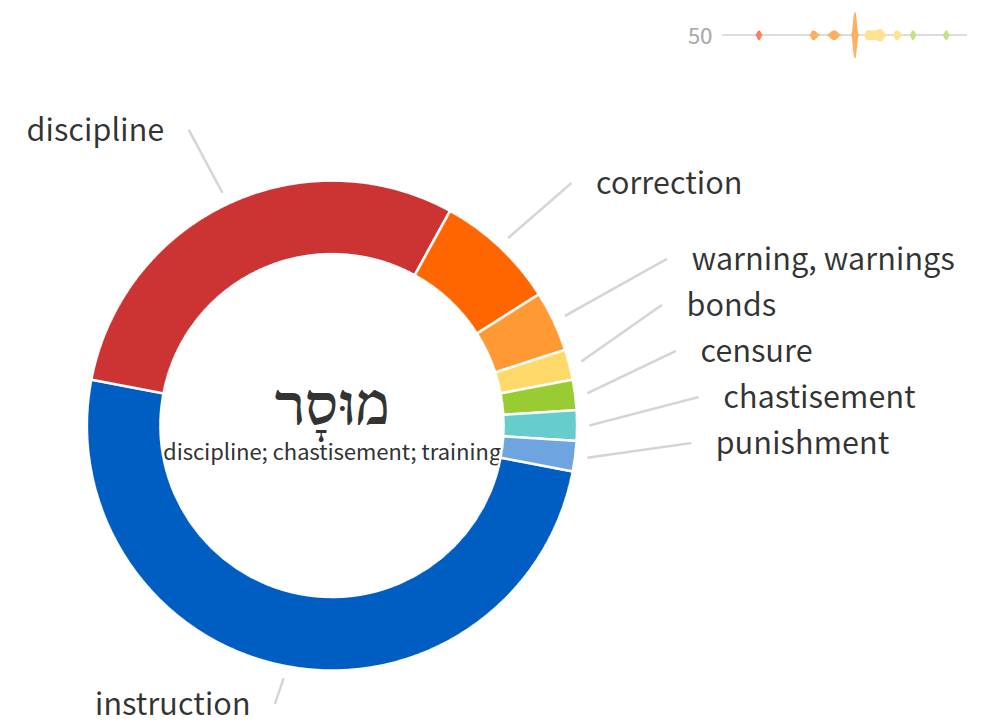 50
discipline
correction
warning, warnings
bonds
censure
chastisement
punishment
מוּסָר
discipline; chastisement; training
instruction